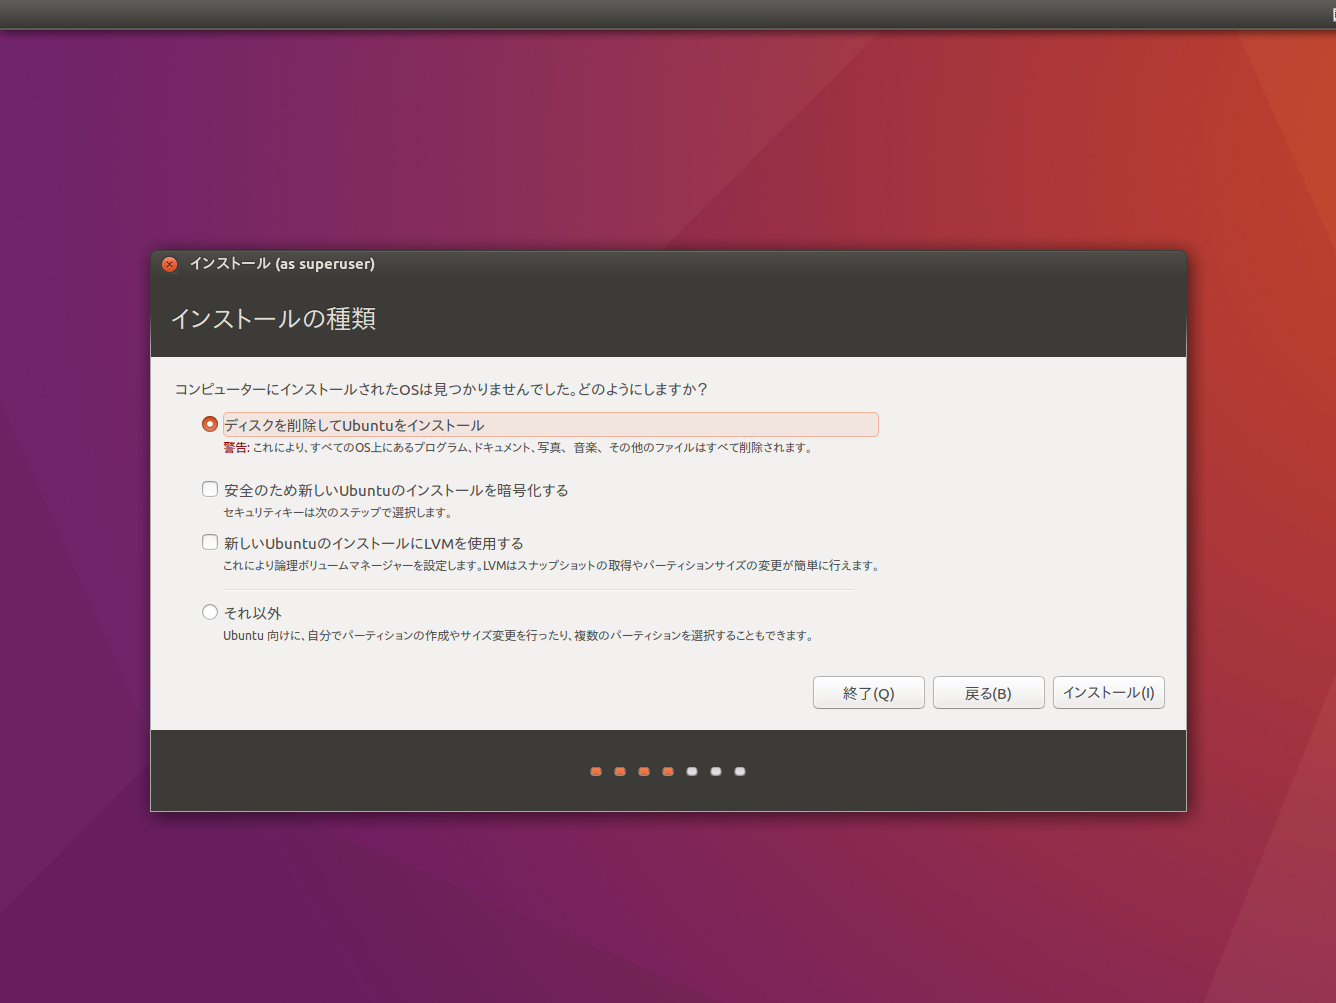 インストール (as superuser)
インストールの種類
コンピューターにインストールされたOSは見つかりませんでした。どのようにしますか？
ディスクを削除してUbuntuをインストール
警告: これにより、すべてのOS上にあるプログラム、ドキュメント、写真、音楽、その他のファイルはすべて削除されます。
安全のため新しいUbuntuのインストールを暗号化する
セキュリティキーは次のステップで選択します。
新しいUbuntuのインストールにLVMを使用する
これにより論理ボリュームマネージャーを設定します。LVMはスナップショットの取得やパーティションサイズの変更が簡単に行えます。
それ以外
Ubuntu 向けに、自分でパーティションの作成やサイズ変更を行ったり、複数のパーティションを選択することもできます。
終了(Q) 戻る(B) インストール(I)